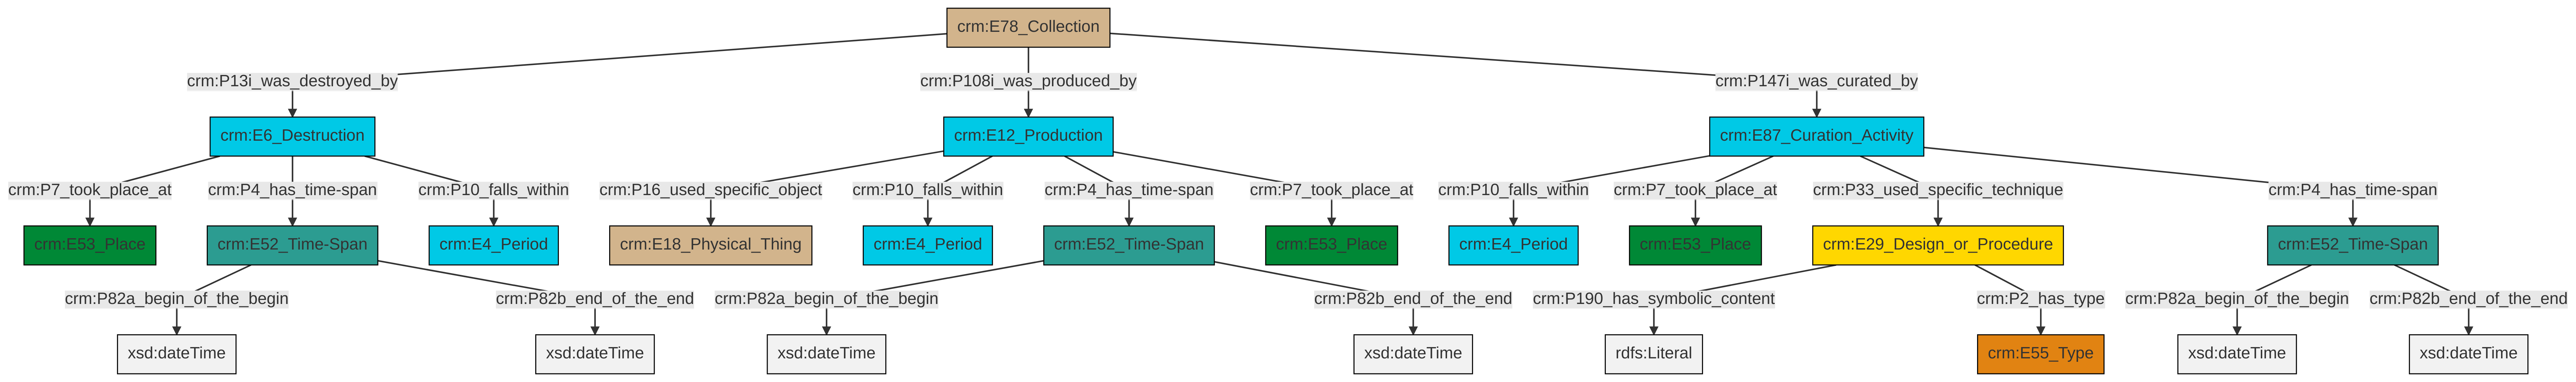 crm:E78_Collection
crm:P13i_was_destroyed_by
crm:P108i_was_produced_by
crm:P147i_was_curated_by
crm:E6_Destruction
crm:E12_Production
crm:E87_Curation_Activity
crm:P7_took_place_at
crm:P4_has_time-span
crm:P10_falls_within
crm:P16_used_specific_object
crm:P10_falls_within
crm:P4_has_time-span
crm:P7_took_place_at
crm:P10_falls_within
crm:P7_took_place_at
crm:P33_used_specific_technique
crm:P4_has_time-span
crm:E53_Place
crm:E52_Time-Span
crm:E4_Period
crm:E18_Physical_Thing
crm:E4_Period
crm:E52_Time-Span
crm:E53_Place
crm:E4_Period
crm:E53_Place
crm:E29_Design_or_Procedure
crm:E52_Time-Span
crm:P82a_begin_of_the_begin
crm:P82b_end_of_the_end
crm:P82a_begin_of_the_begin
crm:P82b_end_of_the_end
crm:P190_has_symbolic_content
crm:P2_has_type
crm:P82a_begin_of_the_begin
crm:P82b_end_of_the_end
xsd:dateTime
xsd:dateTime
xsd:dateTime
xsd:dateTime
rdfs:Literal
crm:E55_Type
xsd:dateTime
xsd:dateTime